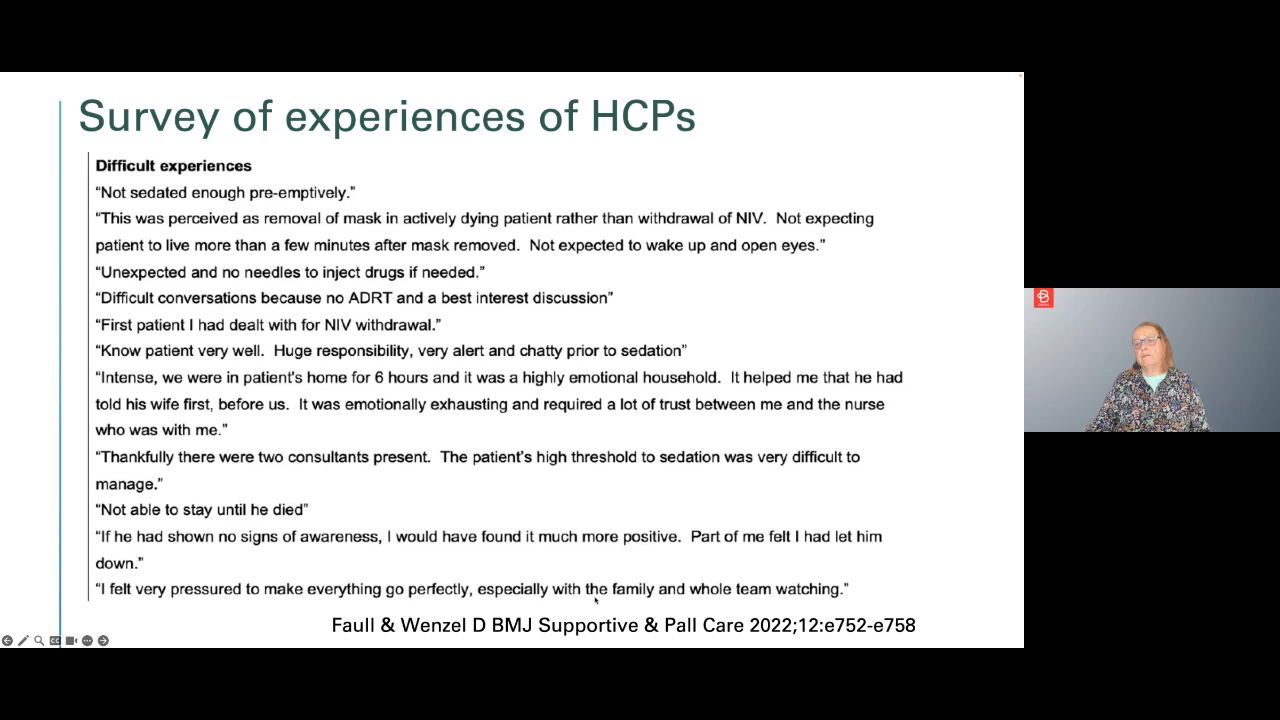 Survey of experiences of HCPs
Difficult experiences
“Not sedated enough pre-emptively.”
“This was perceived as removal of mask in actively dying patient rather than withdrawal of NIV.  Not expecting
patient to live more than a few minutes after mask removed.  Not expected to wake up and open eyes.”
“Unexpected and no needles to inject drugs if needed.”
“Difficult conversations because no ADRT and a best interest discussion”
“First patient I had dealt with for NIV withdrawal.”
“Know patient very well.  Huge responsibility, very alert and chatty prior to sedation”
“Intense, we were in patient's home for 6 hours and it was a highly emotional household.  It helped me that he had
told his wife first, before us.  It was emotionally exhausting and required a lot of trust between me and the nurse
who was with me.”
“Thankfully there were two consultants present.  The patient’s high threshold to sedation was very difficult to
manage.”
“Not able to stay until he died”
“If he had shown no signs of awareness, I would have found it much more positive.  Part of me felt I had let him
down.”
“I felt very pressured to make everything go perfectly, especially with the family and whole team watching.”
Faull & Wenzel D BMJ Supportive & Pall Care 2022;12:e752-e758